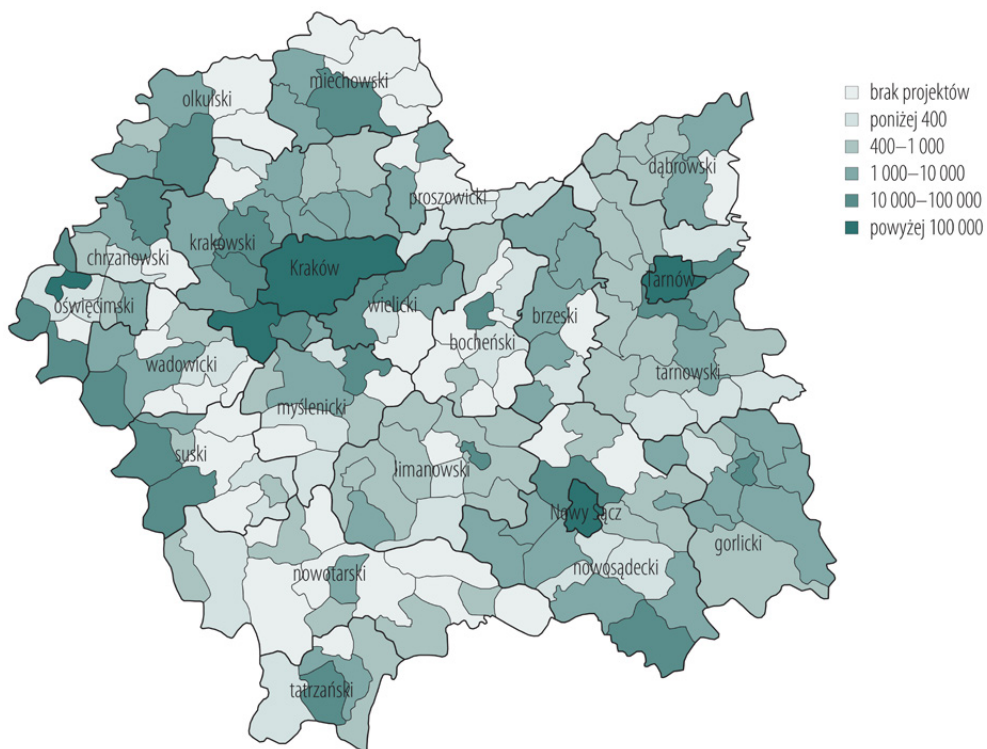 miechowski
olkulski
proszowicki
dąbrowski
krakowski
chrzanowski
Kraków
Tarnów
oświęcimski
wielicki
brzeski
bocheński
wadowicki
tarnowski
myślenicki
suski
limanowski
Nowy Sącz
gorlicki
nowotarski
nowosądecki
tatrzański
brak projektów
poniżej 400
400–1 000
1 000–10 000
10 000–100 000
powyżej 100 000